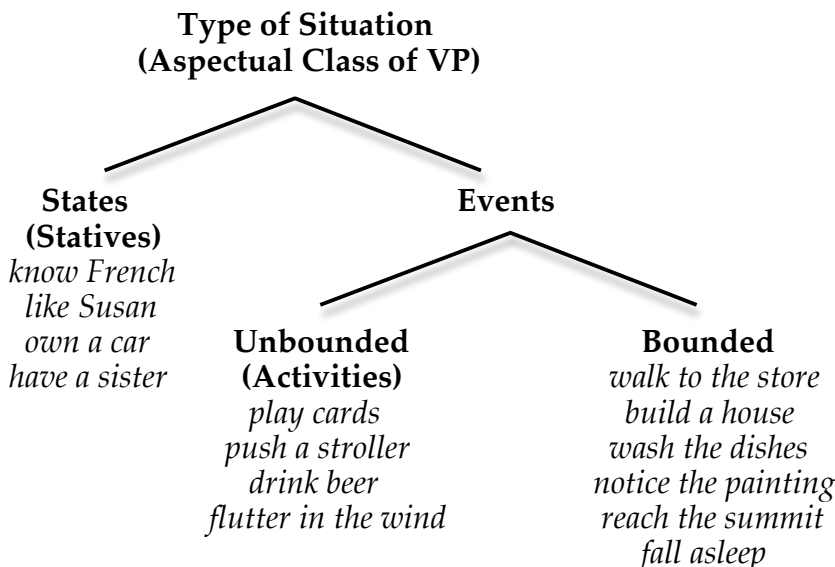 Type of Situation
(Aspectual Class of VP)
States
(Statives)
know French
like Susan
own a car
have a sister
Events
Unbounded
(Activities)
play cards
push a stroller
drink beer
flutter in the wind
Bounded
walk to the store
build a house
wash the dishes
notice the painting
reach the summit
fall asleep